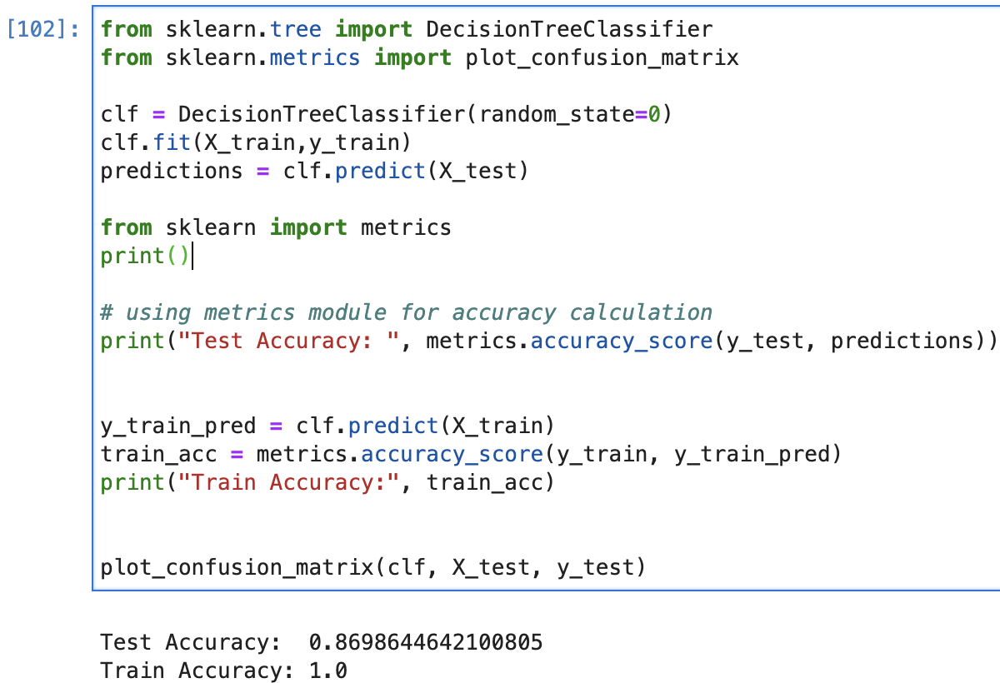 [102]: from sklearn.tree import DecisionTreeClassifier
from sklearn.metrics import plot_confusion_matrix
clf = DecisionTreeClassifier(random_state=0)
clf.fit(X_train,y_train)
predictions = clf.predict(X_test)
from sklearn import metrics
print()
# using metrics module for accuracy calculation
print("Test Accuracy: ", metrics.accuracy_score(y_test, predictions))
y_train_pred = clf.predict(X_train)
train_acc = metrics.accuracy_score(y_train, y_train_pred)
print("Train Accuracy:", train_acc)
plot_confusion_matrix(clf, X_test, y_test)
Test Accuracy:  0.8698644642100805
Train Accuracy: 1.0